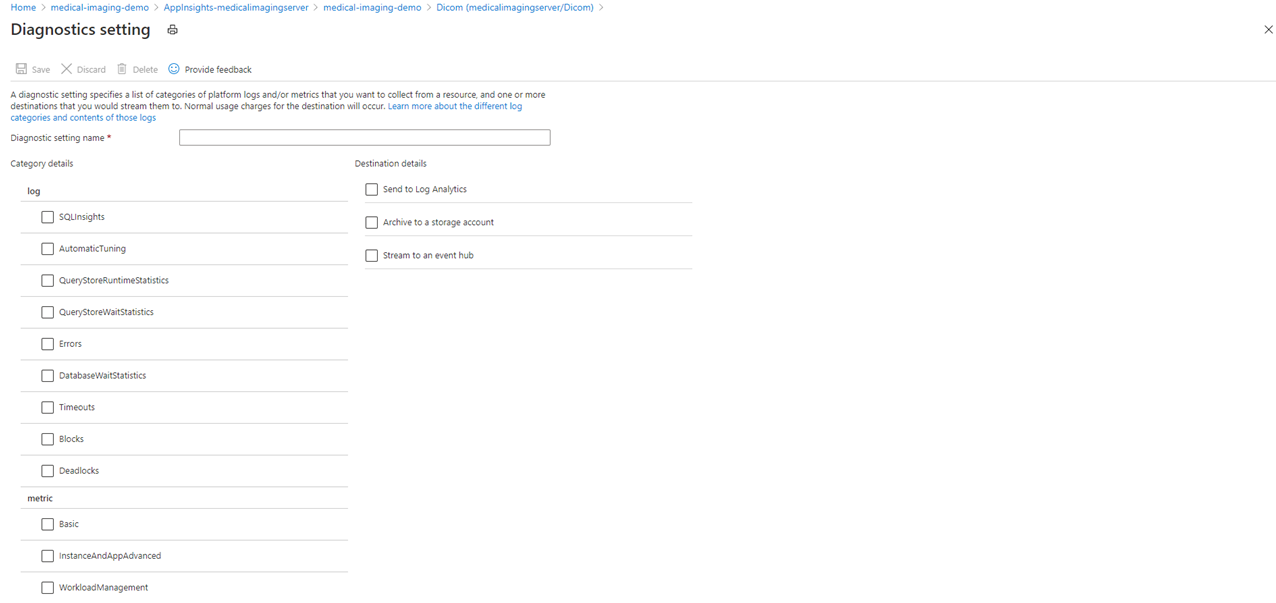 Home > medical-imaging-demo > AppInsights-medicalimagingserver > medical-imaging-demo > Dicom (medicalimagingserver/Dicom) >
Diagnostics setting
Save Discard Delete Provide feedback
A diagnostic setting specifies a list of categories of platform logs and/or metrics that you want to collect from a resource, and one or more
destinations that you would stream them to. Normal usage charges for the destination will occur. Learn more about the different log
categories and contents of those logs
Diagnostic setting name *
Category details
Destination details
log
Send to Log Analytics
SQLInsights
Archive to a storage account
AutomaticTuning
Stream to an event hub
QueryStoreRuntimeStatistics
QueryStoreWaitStatistics
Errors
DatabaseWaitStatistics
Timeouts
Blocks
Deadlocks
metric
Basic
InstanceAndAppAdvanced
WorkloadManagement